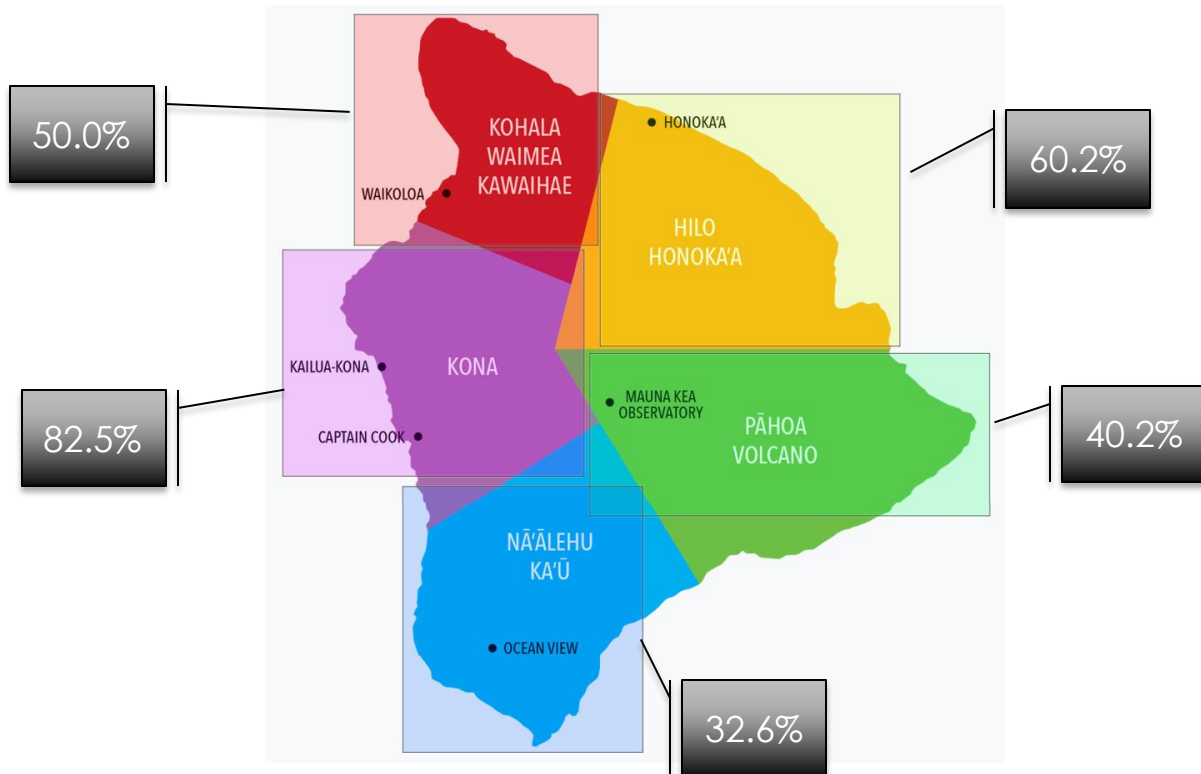 50.0%
KOHALA
WAIMEA
KAWAIHAE
WAIKOLOA
HONOKA‘A
60.2%
HILO
HONOKA‘A
82.5%
KAILUA-KONA
KONA
CAPTAIN COOK
MAUNA KEA
OBSERVATORY
PĀHOA
VOLCANO
40.2%
NĀ‘ĀLEHU
KA‘Ū
OCEAN VIEW
32.6%